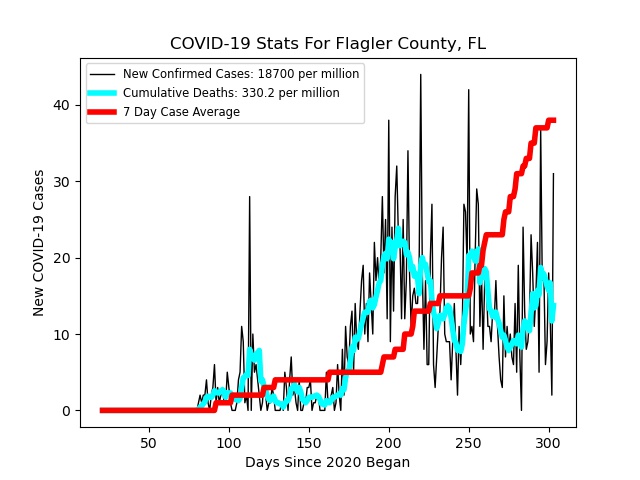 COVID-19 Stats For Flagler County, FL
New Confirmed Cases: 18700 per million
Cumulative Deaths: 330.2 per million
7 Day Case Average
New COVID-19 Cases
40
30
20
10
0
50 100 150 200 250 300
Days Since 2020 Began